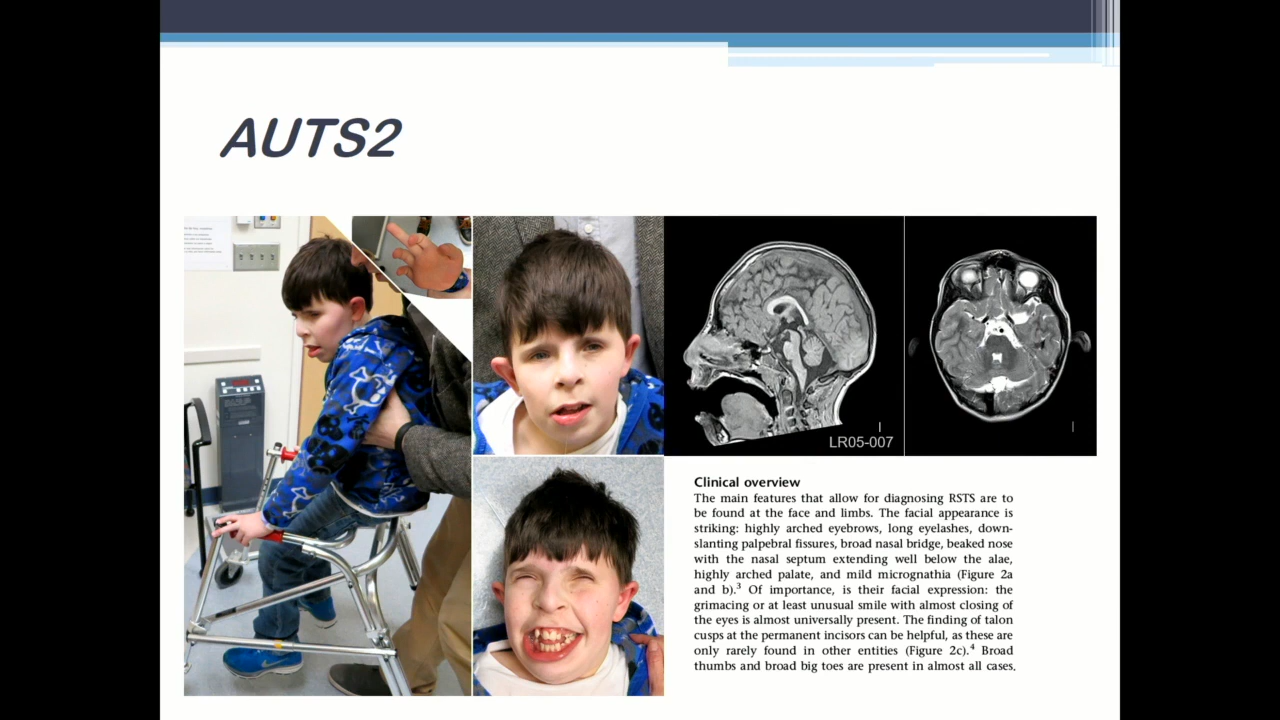 AUTS2
LR05-007
Clinical overview
The main features that allow for diagnosing RSTS are to
be found at the face and limbs. The facial appearance is
striking: highly arched eyebrows, long eyelashes, down-
slanting palpebral fissures, broad nasal bridge, beaked nose
with the nasal septum extending well below the alae,
highly arched palate, and mild micrognathia (Figure 2a
and b).³ Of importance, is their facial expression: the
grimacing or at least unusual smile with almost closing of
the eyes is almost universally present. The finding of talon
cusps at the permanent incisors can be helpful, as these are
only rarely found in other entities (Figure 2c).⁴ Broad
thumbs and broad big toes are present in almost all cases.